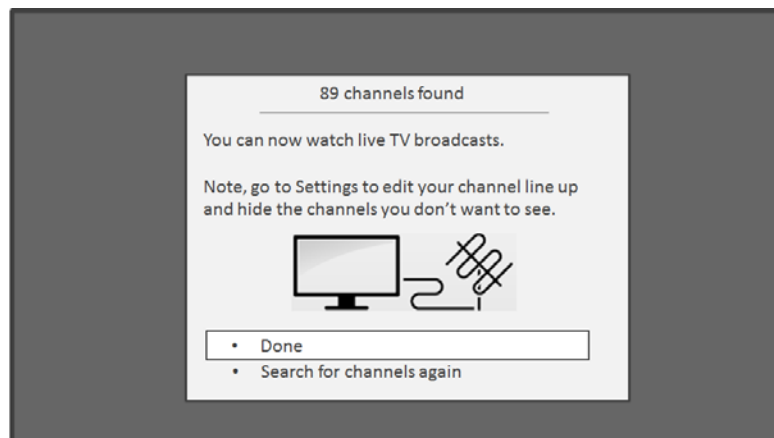 89 channels found
You can now watch live TV broadcasts.
Note, go to Settings to edit your channel line up
and hide the channels you don’t want to see.
• Done
• Search for channels again